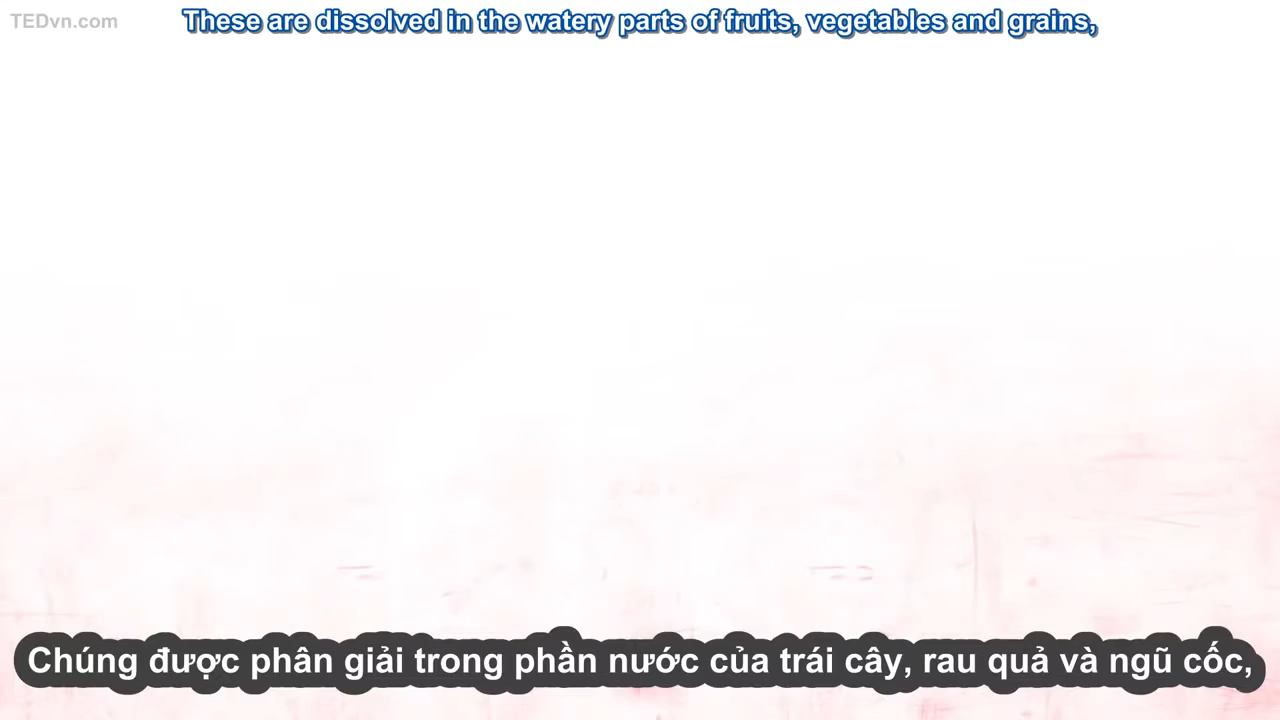 TEDvn.com
These are dissolved in the watery parts of fruits, vegetables and grains,
Chúng được phân giải trong phần nước của trái cây, rau quả và ngũ cốc,